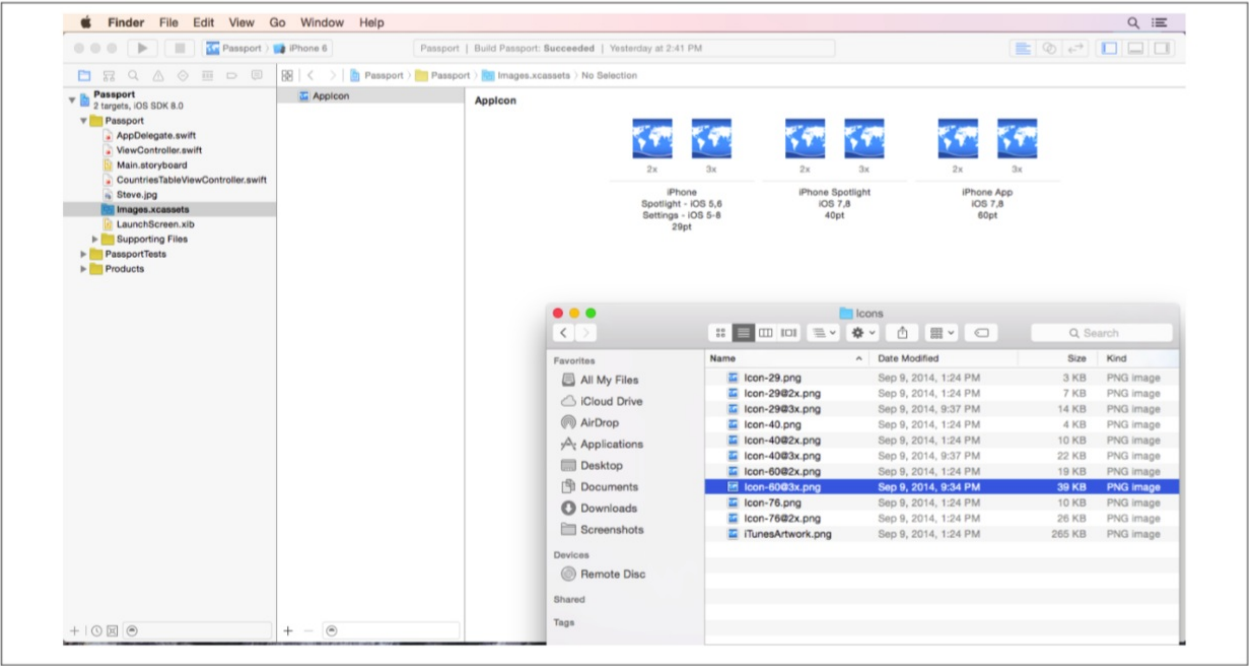 Finder File Edit View Go Window Help
Passport iPhone 6 Passport | Build Passport: Succeeded | Yesterday at 2:41 PM
Passport Passport Images.xcassets No Selection
Passport
2 targets, iOS SDK 8.0
Passport
AppDelegate.swift
ViewController.swift
Main.storyboard
CountriesTableViewController.swift
Steve.jpg
Images.xcassets
LaunchScreen.xib
Supporting Files
PassportTests
Products
AppIcon
AppIcon
2x 3x 2x 3x 2x 3x
iPhone
Spotlight - iOS 5,6
Settings - iOS 5-8
29pt
iPhone Spotlight
iOS 7,8
40pt
iPhone App
iOS 7,8
60pt
Icons
Search
Favorites
All My Files
iCloud Drive
AirDrop
Applications
Desktop
Documents
Downloads
Screenshots
Devices
Remote Disc
Shared
Tags
Name Date Modified Size Kind
Icon-29.png Sep 9, 2014, 1:24 PM 3 KB PNG image
Icon-29@2x.png Sep 9, 2014, 1:24 PM 7 KB PNG image
Icon-29@3x.png Sep 9, 2014, 9:37 PM 14 KB PNG image
Icon-40.png Sep 9, 2014, 1:24 PM 4 KB PNG image
Icon-40@2x.png Sep 9, 2014, 1:24 PM 10 KB PNG image
Icon-40@3x.png Sep 9, 2014, 9:37 PM 22 KB PNG image
Icon-60@2x.png Sep 9, 2014, 1:24 PM 19 KB PNG image
Icon-60@3x.png Sep 9, 2014, 9:34 PM 39 KB PNG image
Icon-76.png Sep 9, 2014, 1:24 PM 10 KB PNG image
Icon-76@2x.png Sep 9, 2014, 1:24 PM 26 KB PNG image
iTunesArtwork.png Sep 9, 2014, 1:24 PM 265 KB PNG image